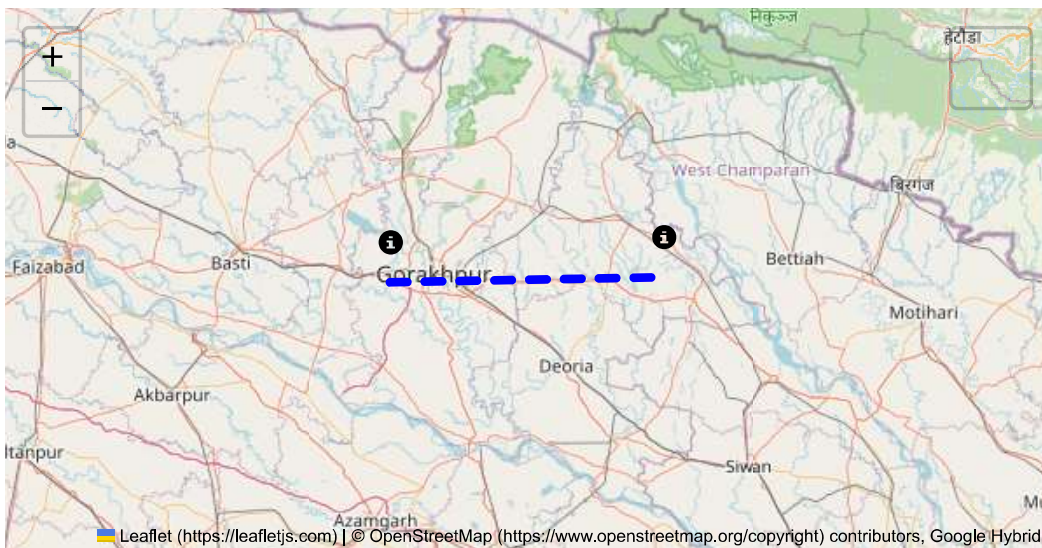 निकुञ्ज
हेटौंडा
+
−
a
West Champaran
बिरगंज
Faizabad
Basti
Gorakhpur
Bettiah
Motihari
Deoria
Akbarpur
ltanpur
Siwan
Mu
Azamgarh
Leaflet (https://leafletjs.com) | © OpenStreetMap (https://www.openstreetmap.org/copyright) contributors, Google Hybrid